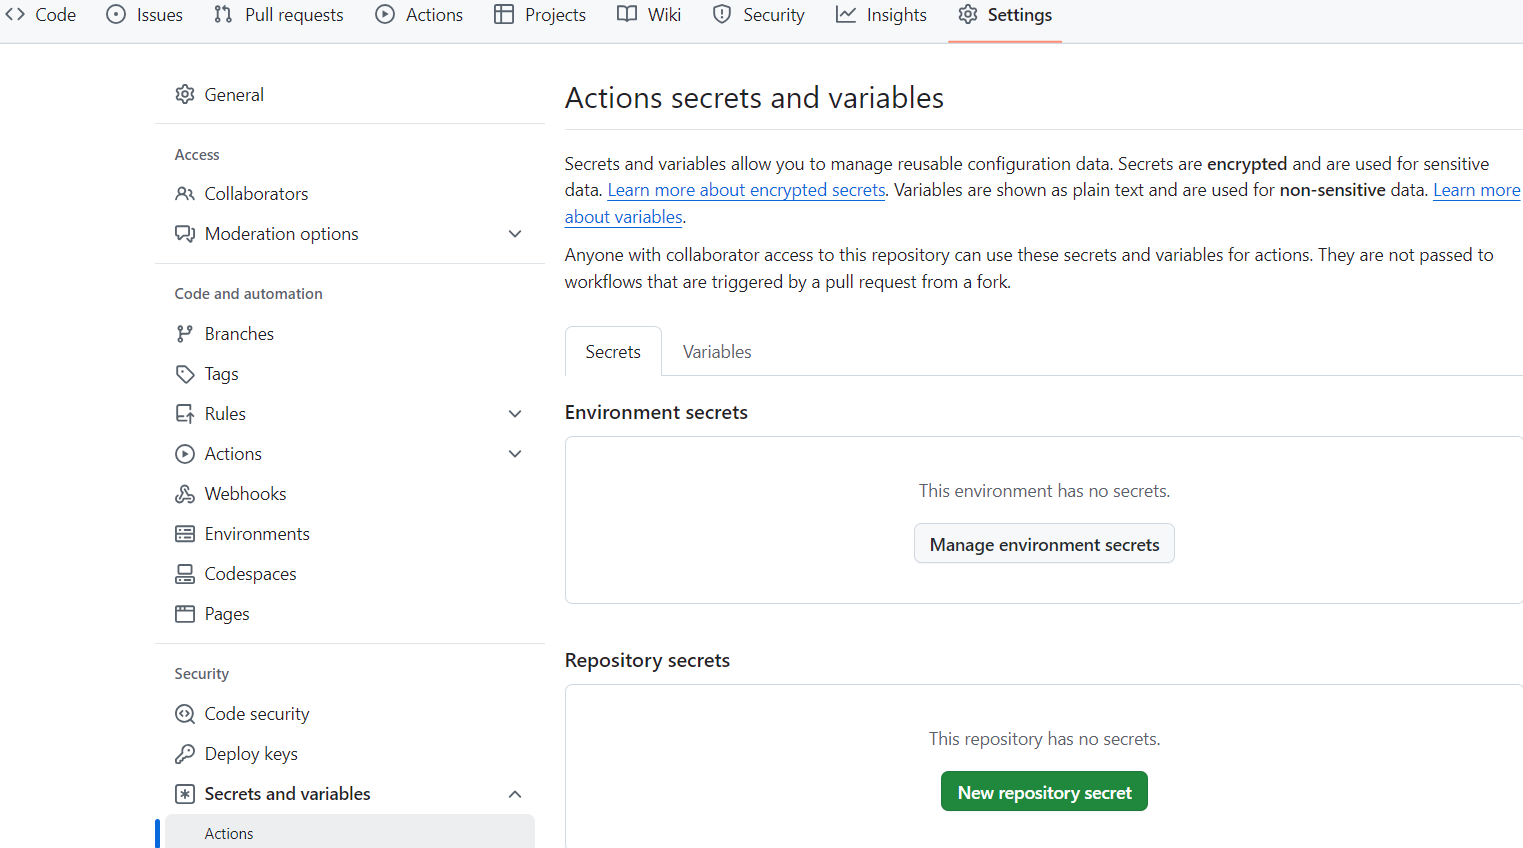 Code Issues Pull requests Actions Projects Wiki Security Insights Settings
General
Access
Collaborators
Moderation options
Code and automation
Branches
Tags
Rules
Actions
Webhooks
Environments
Codespaces
Pages
Security
Code security
Deploy keys
Secrets and variables
Actions
Actions secrets and variables
Secrets and variables allow you to manage reusable configuration data. Secrets are encrypted and are used for sensitive
data. Learn more about encrypted secrets. Variables are shown as plain text and are used for non-sensitive data. Learn more
about variables.
Anyone with collaborator access to this repository can use these secrets and variables for actions. They are not passed to
workflows that are triggered by a pull request from a fork.
Secrets Variables
Environment secrets
This environment has no secrets.
Manage environment secrets
Repository secrets
This repository has no secrets.
New repository secret